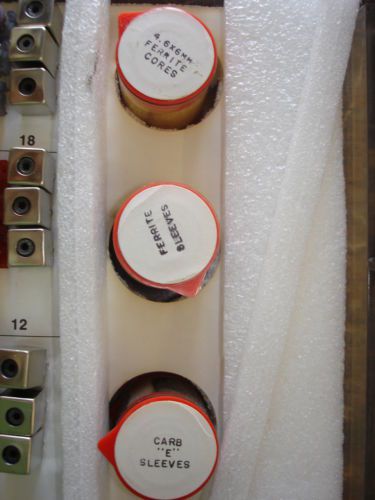 4.6X6MM
FERRITE
CORES
18
FERRITE
SLEEVES
12
CARB
"E"
SLEEVES